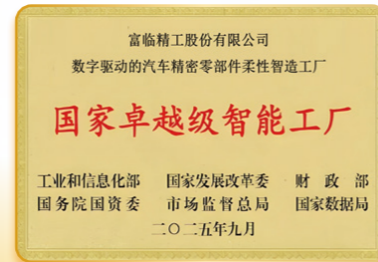 富临精工股份有限公司
数字驱动的汽车精密零部件柔性智造工厂
国家卓越级智能工厂
工业和信息化部 国家发展改革委 财政部
国务院国资委 市场监督总局 国家数据局
二〇二五年九月